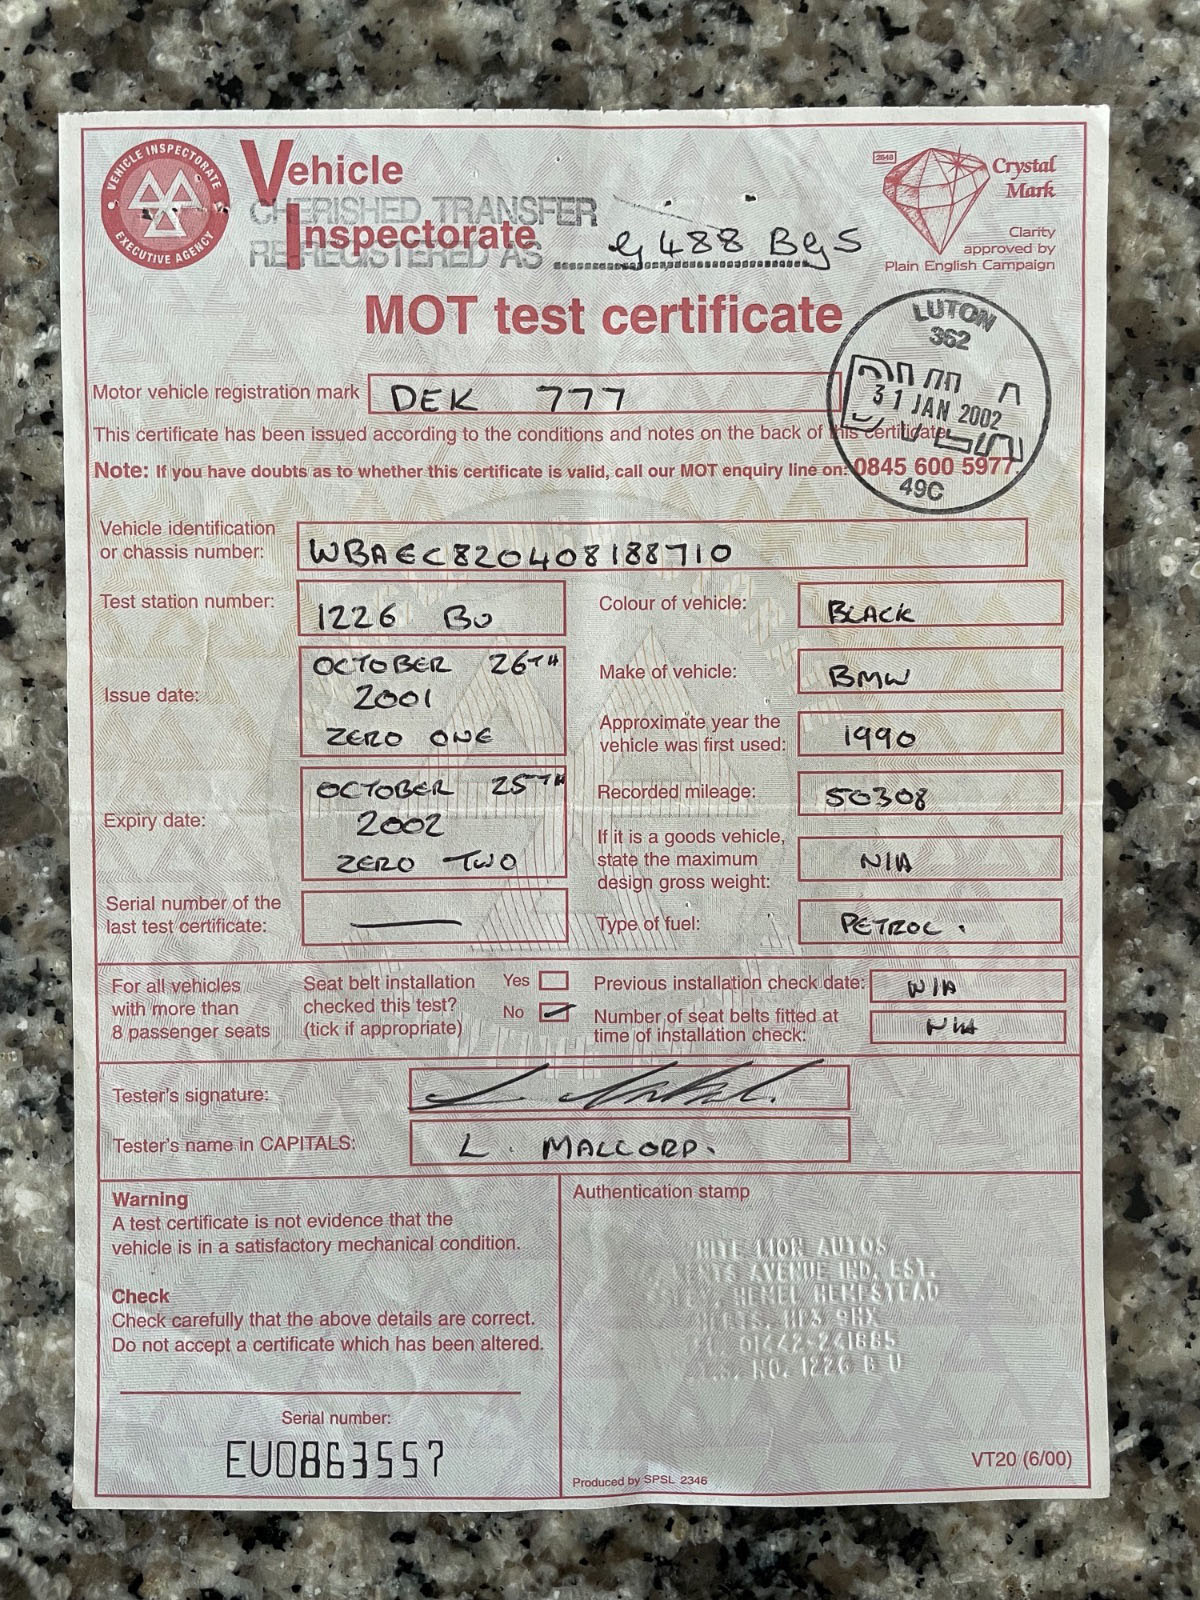 VEHICLE INSPECTORATE
EXECUTIVE AGENCY
Vehicle
Inspectorate
CHERISHED TRANSFER
RE-REGISTERED AS G488 BGS
2848
Crystal
Mark
Clarity
approved by
Plain English Campaign
MOT test certificate
LUTON
362
31 JAN 2002
49C
Motor vehicle registration mark DEK 777
This certificate has been issued according to the conditions and notes on the back of this certificate
Note: If you have doubts as to whether this certificate is valid, call our MOT enquiry line on: 0845 600 5977
Vehicle identification
or chassis number: WBAEC820408188710
Test station number: 1226 BU
Colour of vehicle: BLACK
Issue date: OCTOBER 26TH
2001
ZERO ONE
Make of vehicle: BMW
Approximate year the
vehicle was first used: 1990
Expiry date: OCTOBER 25TH
2002
ZERO TWO
Recorded mileage: 50308
If it is a goods vehicle,
state the maximum
design gross weight: N/A
Serial number of the
last test certificate:
Type of fuel: PETROL.
For all vehicles
with more than
8 passenger seats
Seat belt installation
checked this test?
(tick if appropriate)
Yes
No
Previous installation check date: N/A
Number of seat belts fitted at
time of installation check: N/A
Tester's signature:
Tester's name in CAPITALS: L. MALLORD.
Warning
A test certificate is not evidence that the
vehicle is in a satisfactory mechanical condition.
Check
Check carefully that the above details are correct.
Do not accept a certificate which has been altered.
Serial number:
EU0863557
Authentication stamp
LION AUTOS
AVENUE IND. EST.
HEMEL HEMPSTEAD
HP3 9HX
01442-241885
NO. 1226 B U
Produced by SPSL 2346
VT20 (6/00)